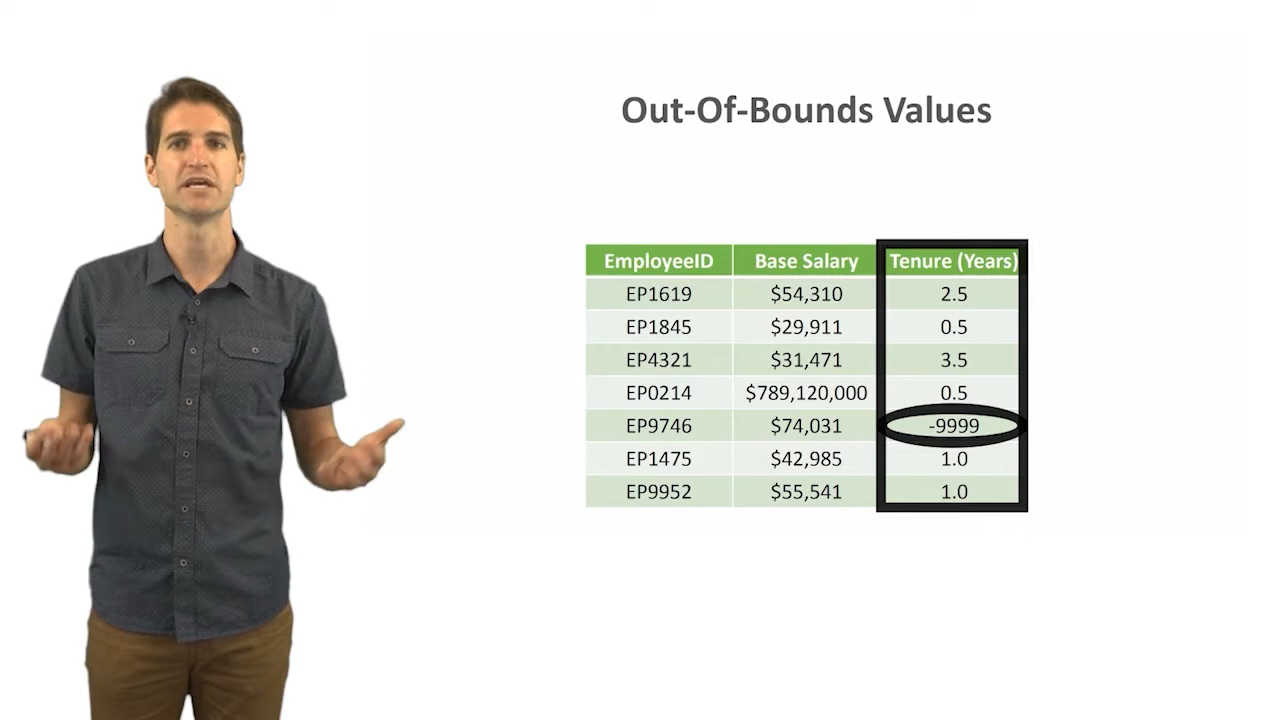 Out-Of-Bounds Values
EmployeeID Base Salary Tenure (Years)
EP1619 $54,310 2.5
EP1845 $29,911 0.5
EP4321 $31,471 3.5
EP0214 $789,120,000 0.5
EP9746 $74,031 -9999
EP1475 $42,985 1.0
EP9952 $55,541 1.0